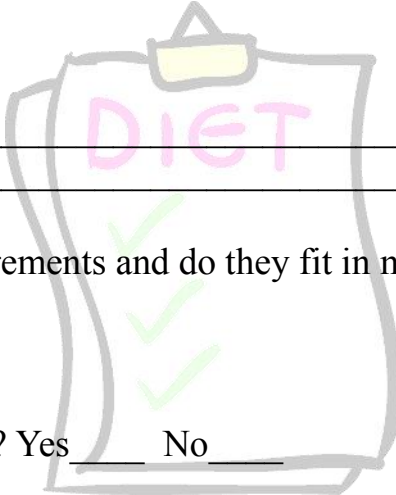 DIET
rements and do they fit in
? Yes____ No____